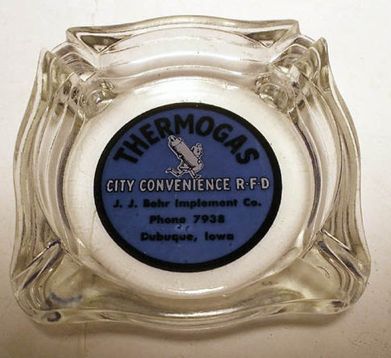 THERMOGAS
CITY CONVENIENCE R-F-D
J. J. Behr Implement Co.
Phone 7938
Dubuque, Iowa